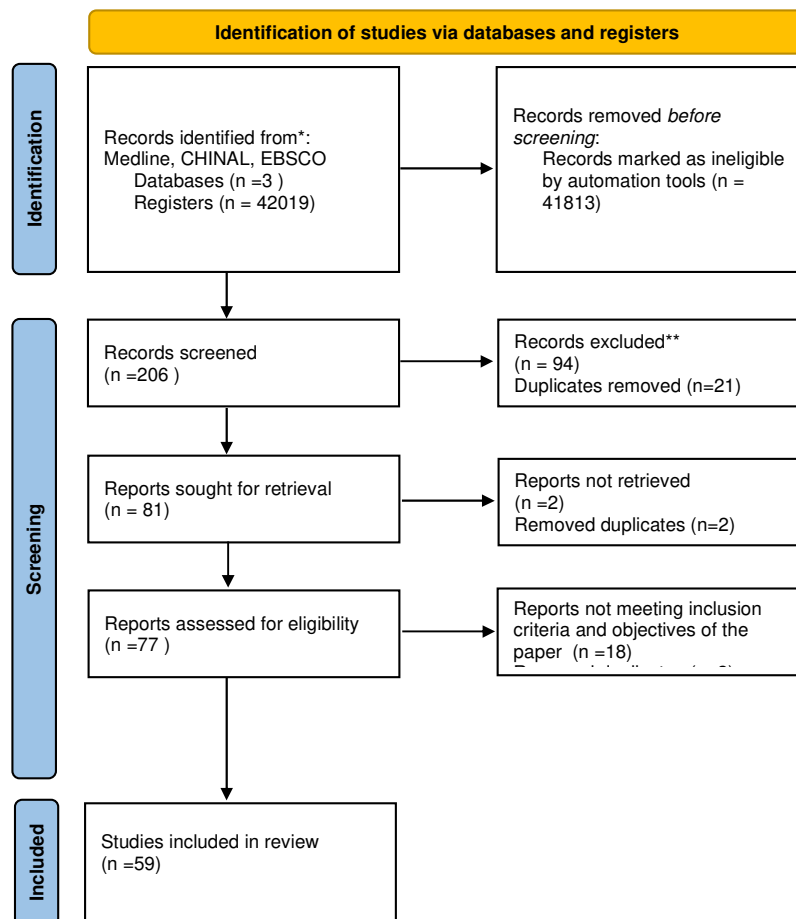 Identification of studies via databases and registers
Identification
Records identified from*:
Medline, CHINAL, EBSCO
Databases (n =3 )
Registers (n = 42019)
Records removed before
screening:
Records marked as ineligible
by automation tools (n =
41813)
Screening
Records screened
(n =206 )
Records excluded**
(n = 94)
Duplicates removed (n=21)
Reports sought for retrieval
(n = 81)
Reports not retrieved
(n =2)
Removed duplicates (n=2)
Reports assessed for eligibility
(n =77 )
Reports not meeting inclusion
criteria and objectives of the
paper (n =18)
Included
Studies included in review
(n =59)